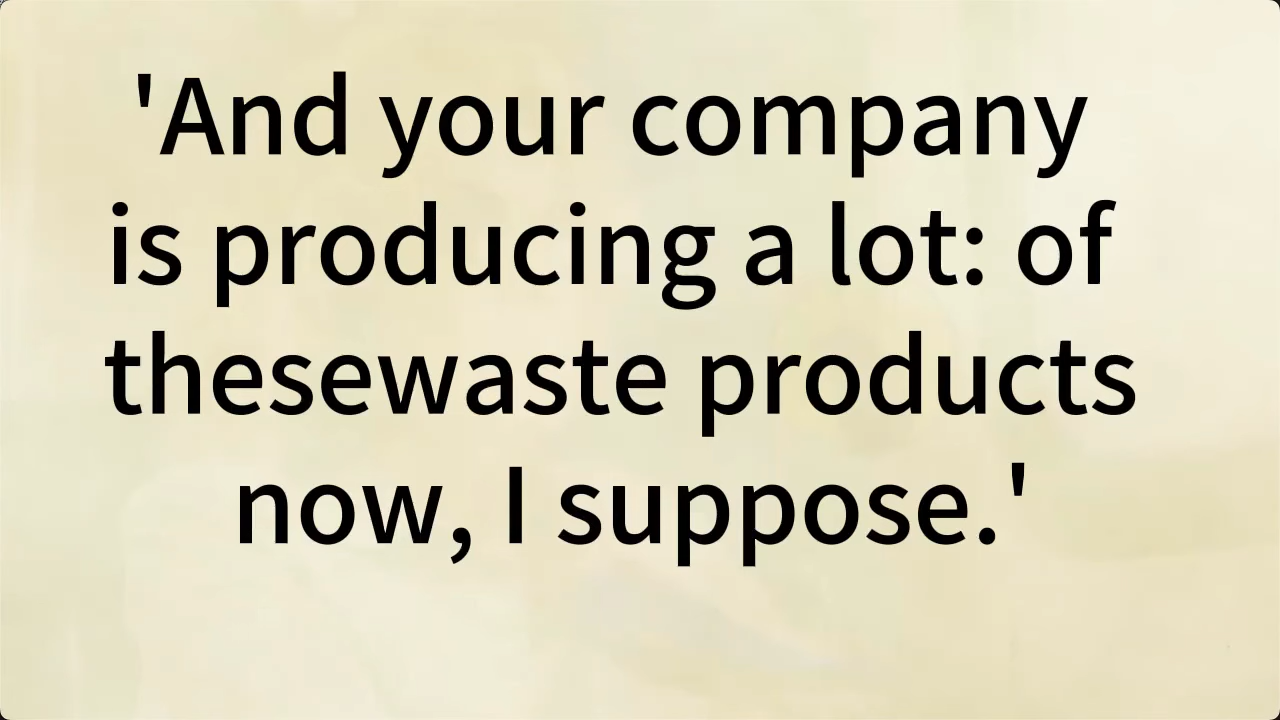 'And your company
is producing a lot: of
thesewaste products
now, I suppose.'